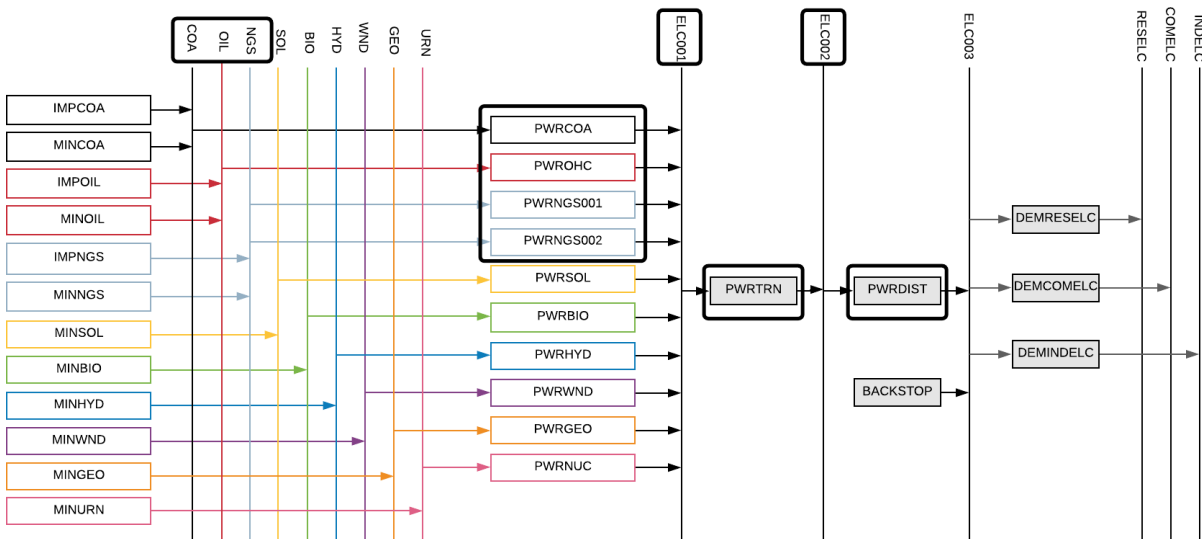 COA
OIL
NGS
SOL
BIO
HYD
WND
GEO
URN
ELC001
ELC002
ELC003
RESELC
COMELC
INDELC
IMPCOA
MINCOA
IMPOIL
MINOIL
IMPNGS
MINNGS
MINSOL
MINBIO
MINHYD
MINWND
MINGEO
MINURN
PWRCOA
PWROHC
PWRNGS001
PWRNGS002
PWRSOL
PWRBIO
PWRHYD
PWRWND
PWRGEO
PWRNUC
PWRTRN
PWRDIST
BACKSTOP
DEMRESELC
DEMCOMELC
DEMINDELC